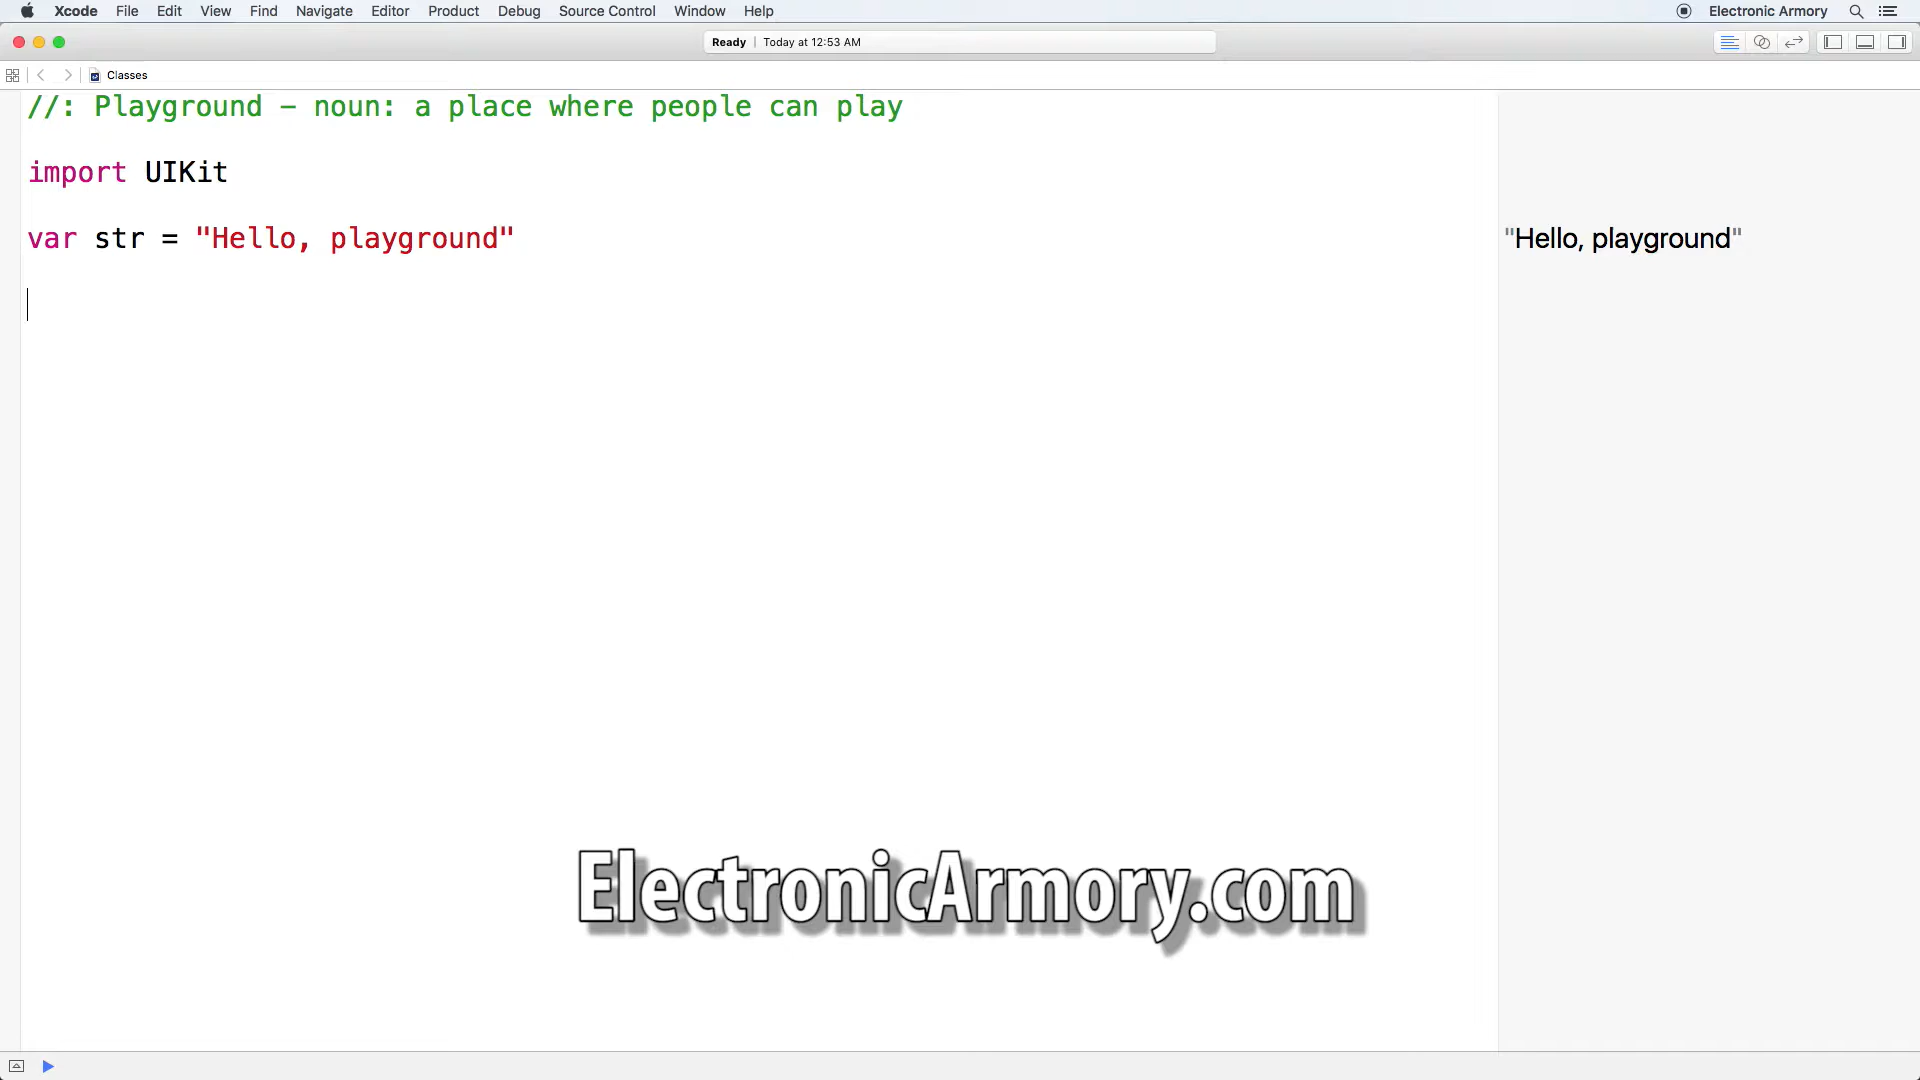 Xcode File Edit View Find Navigate Editor Product Debug Source Control Window Help Electronic Armory
Ready | Today at 12:53 AM
Classes
//: Playground – noun: a place where people can play
import UIKit
var str = "Hello, playground"
"Hello, playground"
ElectronicArmory.com